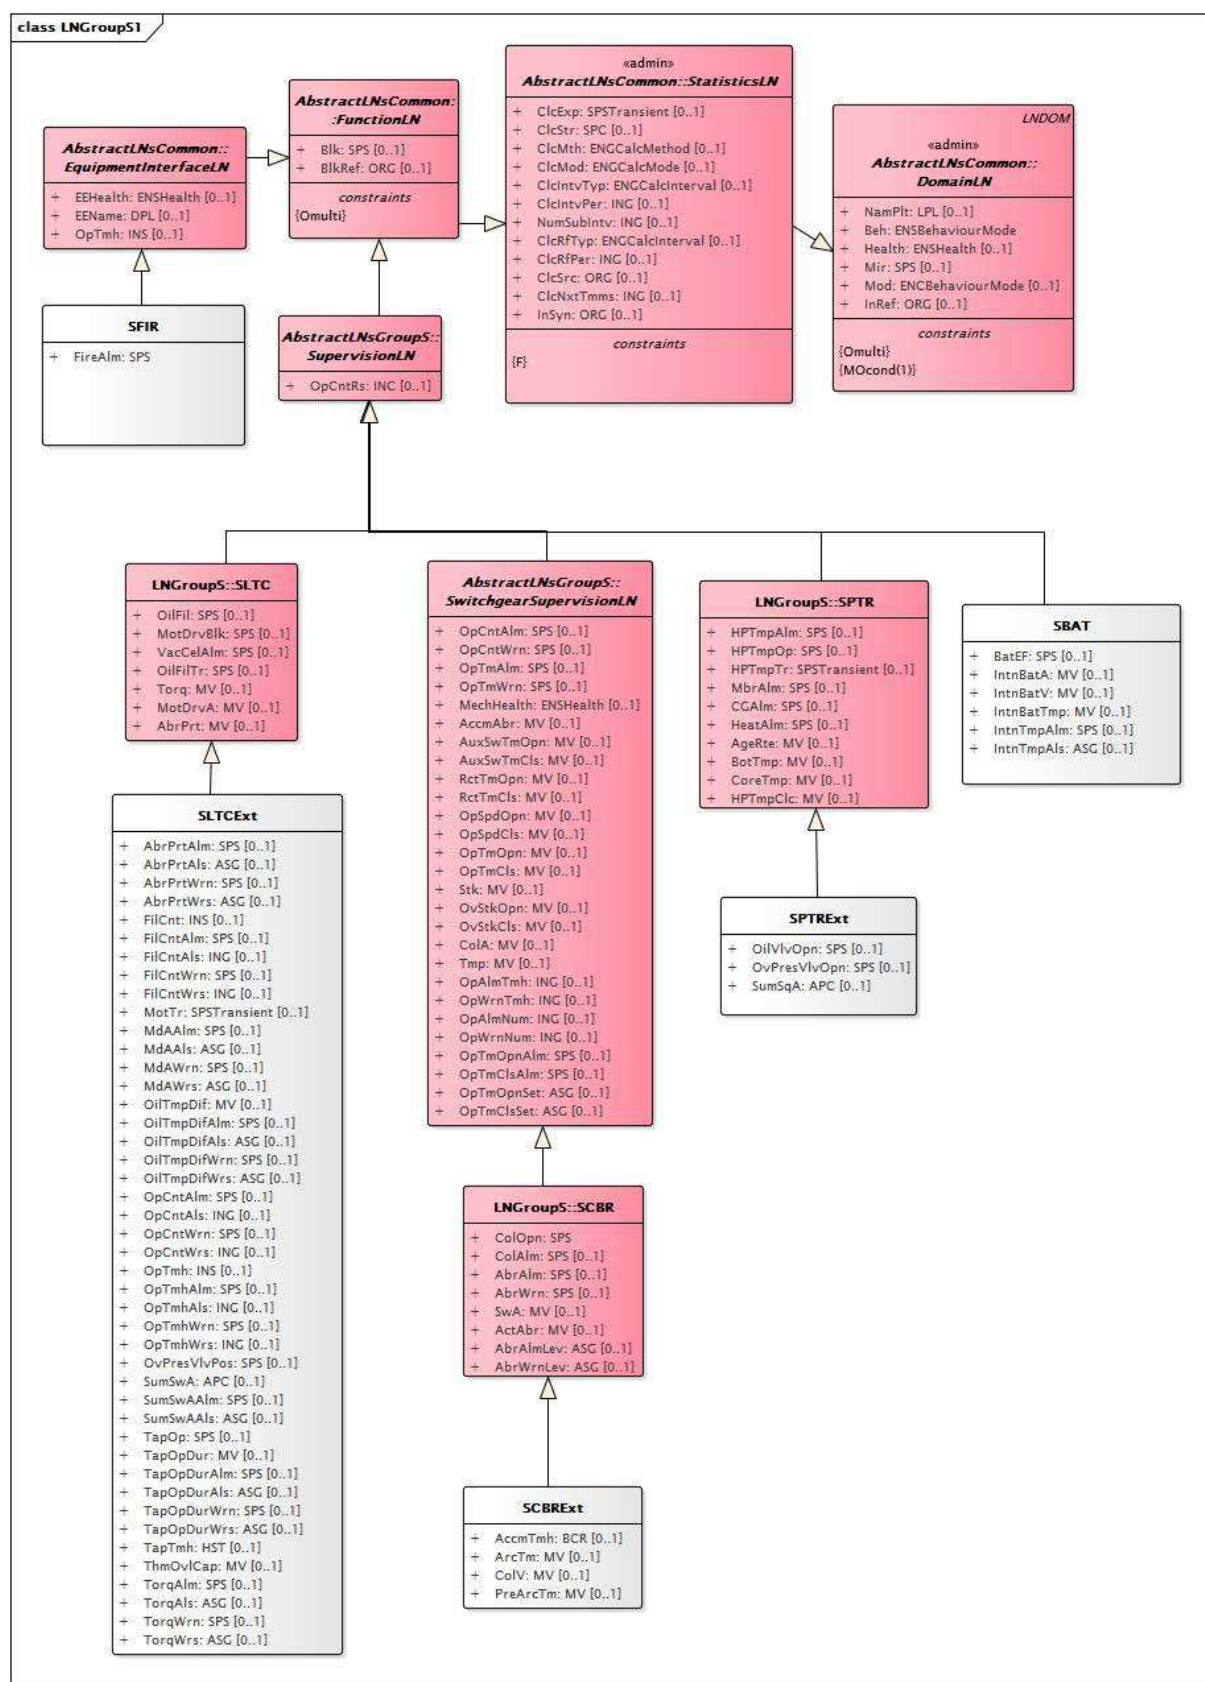 class LNGroupS1
AbstractLNsCommon::
EquipmentInterfaceLN
+ EEHealth: ENSHealth [0..1]
+ EEName: DPL [0..1]
+ OpTmh: INS [0..1]
AbstractLNsCommon:
:FunctionLN
+ Blk: SPS [0..1]
+ BlkRef: ORG [0..1]
constraints
{Omulti}
«admin»
AbstractLNsCommon::StatisticsLN
+ ClcExp: SPSTransient [0..1]
+ ClcStr: SPC [0..1]
+ ClcMth: ENGCalcMethod [0..1]
+ ClcMod: ENGCalcMode [0..1]
+ ClcIntvTyp: ENGCalcInterval [0..1]
+ ClcIntvPer: ING [0..1]
+ NumSubIntv: ING [0..1]
+ ClcRfTyp: ENGCalcInterval [0..1]
+ ClcRfPer: ING [0..1]
+ ClcSrc: ORG [0..1]
+ ClcNxtTmms: ING [0..1]
+ InSyn: ORG [0..1]
constraints
{F}
LNDOM
«admin»
AbstractLNsCommon::
DomainLN
+ NamPlt: LPL [0..1]
+ Beh: ENSBehaviourMode
+ Health: ENSHealth [0..1]
+ Mir: SPS [0..1]
+ Mod: ENCBehaviourMode [0..1]
+ InRef: ORG [0..1]
constraints
{Omulti}
{MOcond(1)}
SFIR
+ FireAlm: SPS
AbstractLNsGroupS::
SupervisionLN
+ OpCntRs: INC [0..1]
LNGroupS::SLTC
+ OilFil: SPS [0..1]
+ MotDrvBlk: SPS [0..1]
+ VacCelAlm: SPS [0..1]
+ OilFilTr: SPS [0..1]
+ Torq: MV [0..1]
+ MotDrvA: MV [0..1]
+ AbrPrt: MV [0..1]
SLTCExt
+ AbrPrtAlm: SPS [0..1]
+ AbrPrtAls: ASG [0..1]
+ AbrPrtWrn: SPS [0..1]
+ AbrPrtWrs: ASG [0..1]
+ FilCnt: INS [0..1]
+ FilCntAlm: SPS [0..1]
+ FilCntAls: ING [0..1]
+ FilCntWrn: SPS [0..1]
+ FilCntWrs: ING [0..1]
+ MotTr: SPSTransient [0..1]
+ MdAAlm: SPS [0..1]
+ MdAAls: ASG [0..1]
+ MdAWrn: SPS [0..1]
+ MdAWrs: ASG [0..1]
+ OilTmpDif: MV [0..1]
+ OilTmpDifAlm: SPS [0..1]
+ OilTmpDifAls: ASG [0..1]
+ OilTmpDifWrn: SPS [0..1]
+ OilTmpDifWrs: ASG [0..1]
+ OpCntAlm: SPS [0..1]
+ OpCntAls: ING [0..1]
+ OpCntWrn: SPS [0..1]
+ OpCntWrs: ING [0..1]
+ OpTmh: INS [0..1]
+ OpTmhAlm: SPS [0..1]
+ OpTmhAls: ING [0..1]
+ OpTmhWrn: SPS [0..1]
+ OpTmhWrs: ING [0..1]
+ OvPresVlvPos: SPS [0..1]
+ SumSwA: APC [0..1]
+ SumSwAAlm: SPS [0..1]
+ SumSwAAls: ASG [0..1]
+ TapOp: SPS [0..1]
+ TapOpDur: MV [0..1]
+ TapOpDurAlm: SPS [0..1]
+ TapOpDurAls: ASG [0..1]
+ TapOpDurWrn: SPS [0..1]
+ TapOpDurWrs: ASG [0..1]
+ TapTmh: HST [0..1]
+ ThmOvlCap: MV [0..1]
+ TorqAlm: SPS [0..1]
+ TorqAls: ASG [0..1]
+ TorqWrn: SPS [0..1]
+ TorqWrs: ASG [0..1]
AbstractLNsGroupS::
SwitchgearSupervisionLN
+ OpCntAlm: SPS [0..1]
+ OpCntWrn: SPS [0..1]
+ OpTmAlm: SPS [0..1]
+ OpTmWrn: SPS [0..1]
+ MechHealth: ENSHealth [0..1]
+ AccmAbr: MV [0..1]
+ AuxSwTmOpn: MV [0..1]
+ AuxSwTmCls: MV [0..1]
+ RctTmOpn: MV [0..1]
+ RctTmCls: MV [0..1]
+ OpSpdOpn: MV [0..1]
+ OpSpdCls: MV [0..1]
+ OpTmOpn: MV [0..1]
+ OpTmCls: MV [0..1]
+ Stk: MV [0..1]
+ OvStkOpn: MV [0..1]
+ OvStkCls: MV [0..1]
+ ColA: MV [0..1]
+ Tmp: MV [0..1]
+ OpAlmTmh: ING [0..1]
+ OpWrnTmh: ING [0..1]
+ OpAlmNum: ING [0..1]
+ OpWrnNum: ING [0..1]
+ OpTmOpnAlm: SPS [0..1]
+ OpTmClsAlm: SPS [0..1]
+ OpTmOpnSet: ASG [0..1]
+ OpTmClsSet: ASG [0..1]
LNGroupS::SCBR
+ ColOpn: SPS
+ ColAlm: SPS [0..1]
+ AbrAlm: SPS [0..1]
+ AbrWrn: SPS [0..1]
+ SwA: MV [0..1]
+ ActAbr: MV [0..1]
+ AbrAlmLev: ASG [0..1]
+ AbrWrnLev: ASG [0..1]
SCBRExt
+ AccmTmh: BCR [0..1]
+ ArcTm: MV [0..1]
+ ColV: MV [0..1]
+ PreArcTm: MV [0..1]
LNGroupS::SPTR
+ HPTmpAlm: SPS [0..1]
+ HPTmpOp: SPS [0..1]
+ HPTmpTr: SPSTransient [0..1]
+ MbrAlm: SPS [0..1]
+ CGAlm: SPS [0..1]
+ HeatAlm: SPS [0..1]
+ AgeRte: MV [0..1]
+ BotTmp: MV [0..1]
+ CoreTmp: MV [0..1]
+ HPTmpClc: MV [0..1]
SPTRExt
+ OilVlvOpn: SPS [0..1]
+ OvPresVlvOpn: SPS [0..1]
+ SumSqA: APC [0..1]
SBAT
+ BatEF: SPS [0..1]
+ IntnBatA: MV [0..1]
+ IntnBatV: MV [0..1]
+ IntnBatTmp: MV [0..1]
+ IntnTmpAlm: SPS [0..1]
+ IntnTmpAls: ASG [0..1]